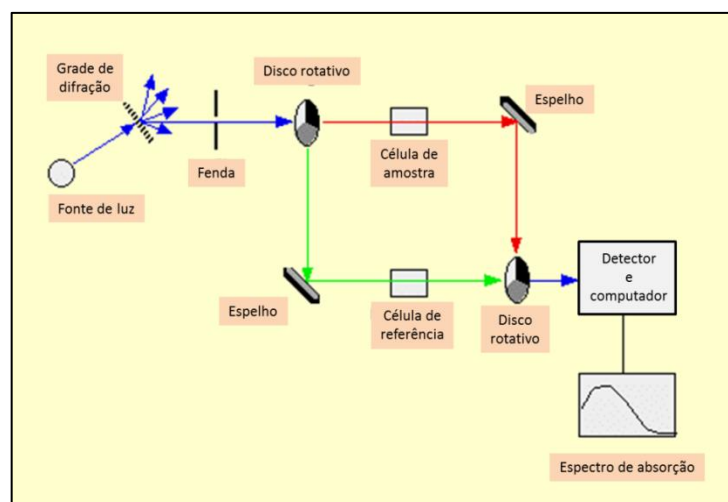 Grade de
difração
Disco rotativo
Espelho
Fonte de luz
Fenda
Célula de
amostra
Espelho
Célula de
referência
Disco
rotativo
Detector
e
computador
Espectro de absorção